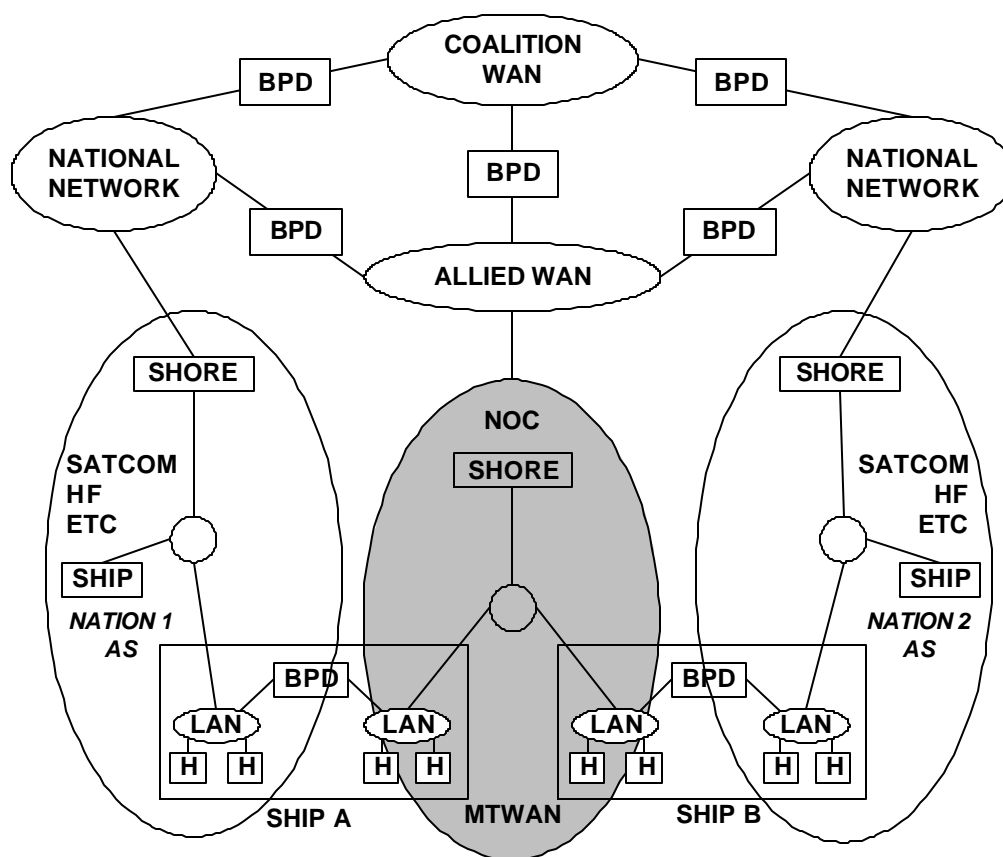 COALITION
WAN
BPD
BPD
NATIONAL
NETWORK
BPD
NATIONAL
NETWORK
BPD
BPD
ALLIED WAN
SHORE
SHORE
NOC
SHORE
SATCOM
HF
ETC
SATCOM
HF
ETC
SHIP
SHIP
NATION 1
AS
NATION 2
AS
BPD
BPD
LAN
LAN
LAN
LAN
H
H
H
H
H
H
H
H
SHIP A
MTWAN
SHIP B